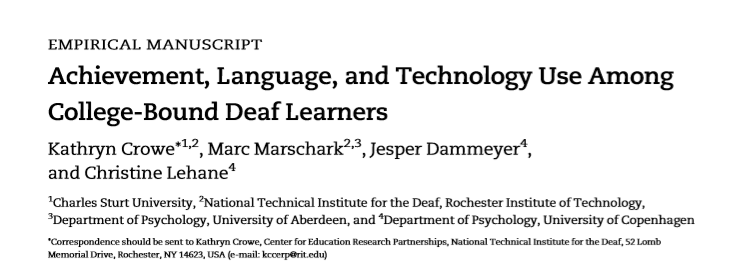 EMPIRICAL MANUSCRIPT
Achievement, Language, and Technology Use Among
College-Bound Deaf Learners
Kathryn Crowe*1,2, Marc Marschark2,3, Jesper Dammeyer4,
and Christine Lehane4
1Charles Sturt University, 2National Technical Institute for the Deaf, Rochester Institute of Technology,
3Department of Psychology, University of Aberdeen, and 4Department of Psychology, University of Copenhagen
*Correspondence should be sent to Kathryn Crowe, Center for Education Research Partnerships, National Technical Institute for the Deaf, 52 Lomb
Memorial Drive, Rochester, NY 14623, USA (e-mail: kccerp@rit.edu)